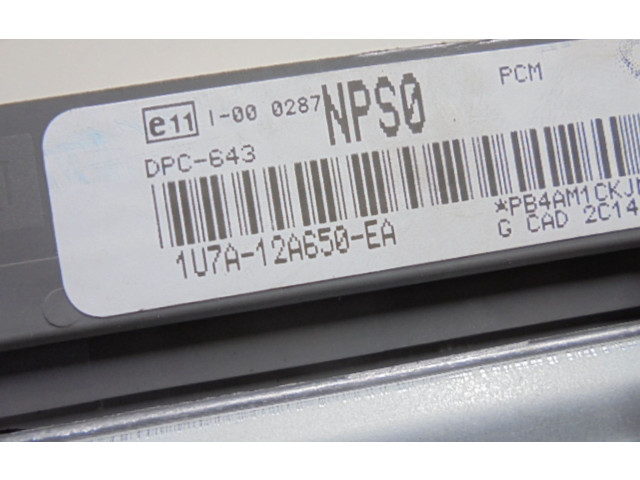 e11 I-00 0287 NPS0 PCM
DPC-643
*PB4AM1CKJ
1U7A-12A650-EA
G CAD 2C14